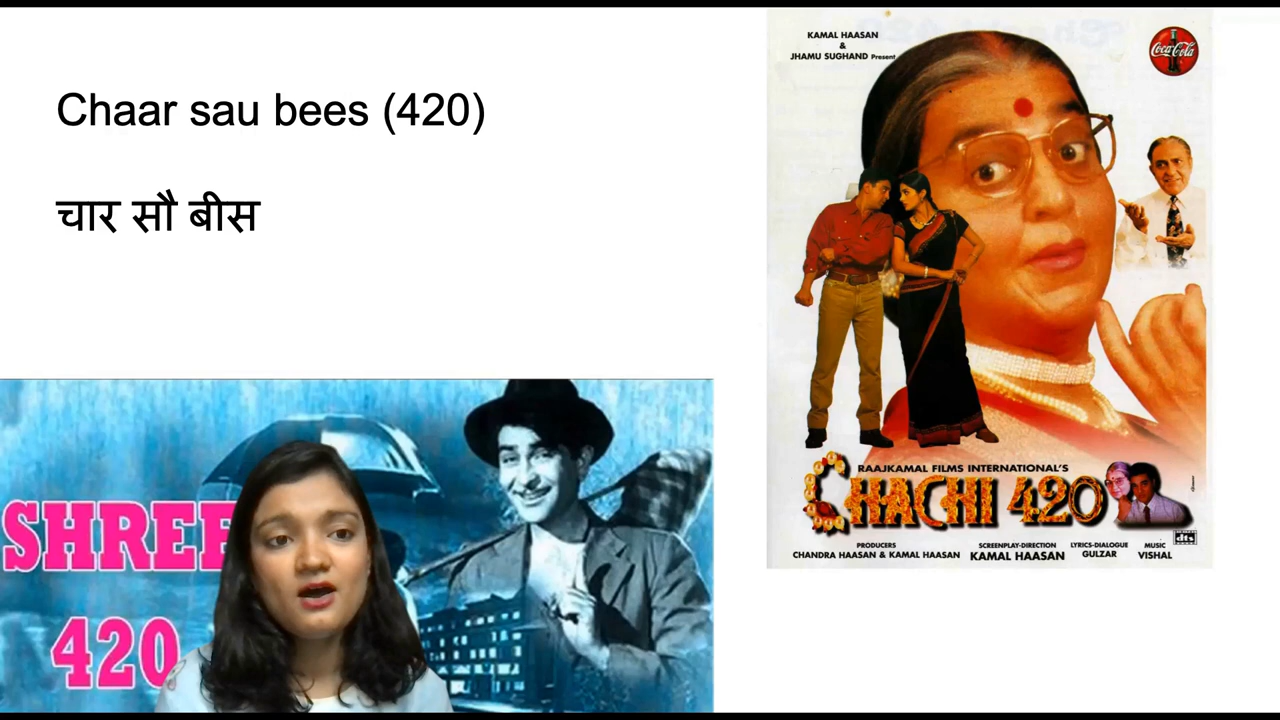 Chaar sau bees (420)
चार सौ बीस
KAMAL HAASAN
&
JHAMU SUGHAND Present
Coca-Cola
RAAJKAMAL FILMS INTERNATIONAL'S
CHACHI 420
dts
PRODUCERS
CHANDRA HAASAN & KAMAL HAASAN
SCREENPLAY-DIRECTION
KAMAL HAASAN
LYRICS-DIALOGUE
GULZAR
MUSIC
VISHAL
SHREE
420